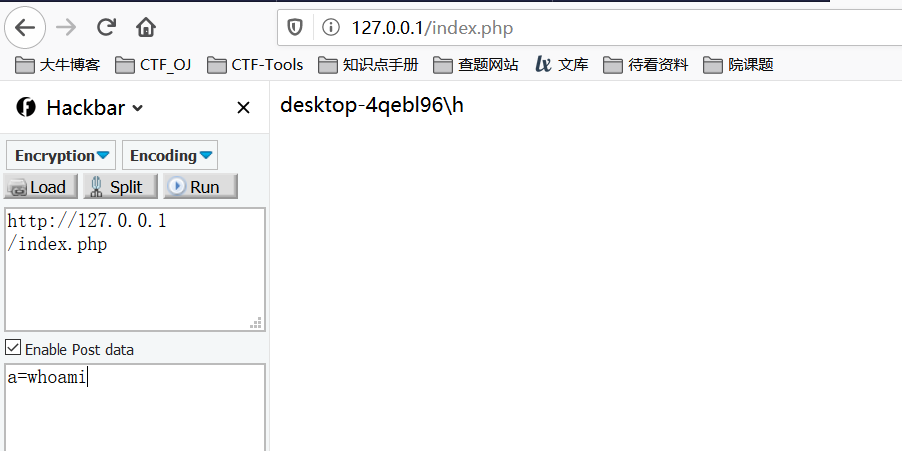 127.0.0.1/index.php
大牛博客 CTF_OJ CTF-Tools 知识点手册 查题网站 lx 文库 待看资料 院课题
Hackbar
desktop-4qebl96\h
Encryption Encoding
Load Split Run
http://127.0.0.1
/index.php
Enable Post data
a=whoami